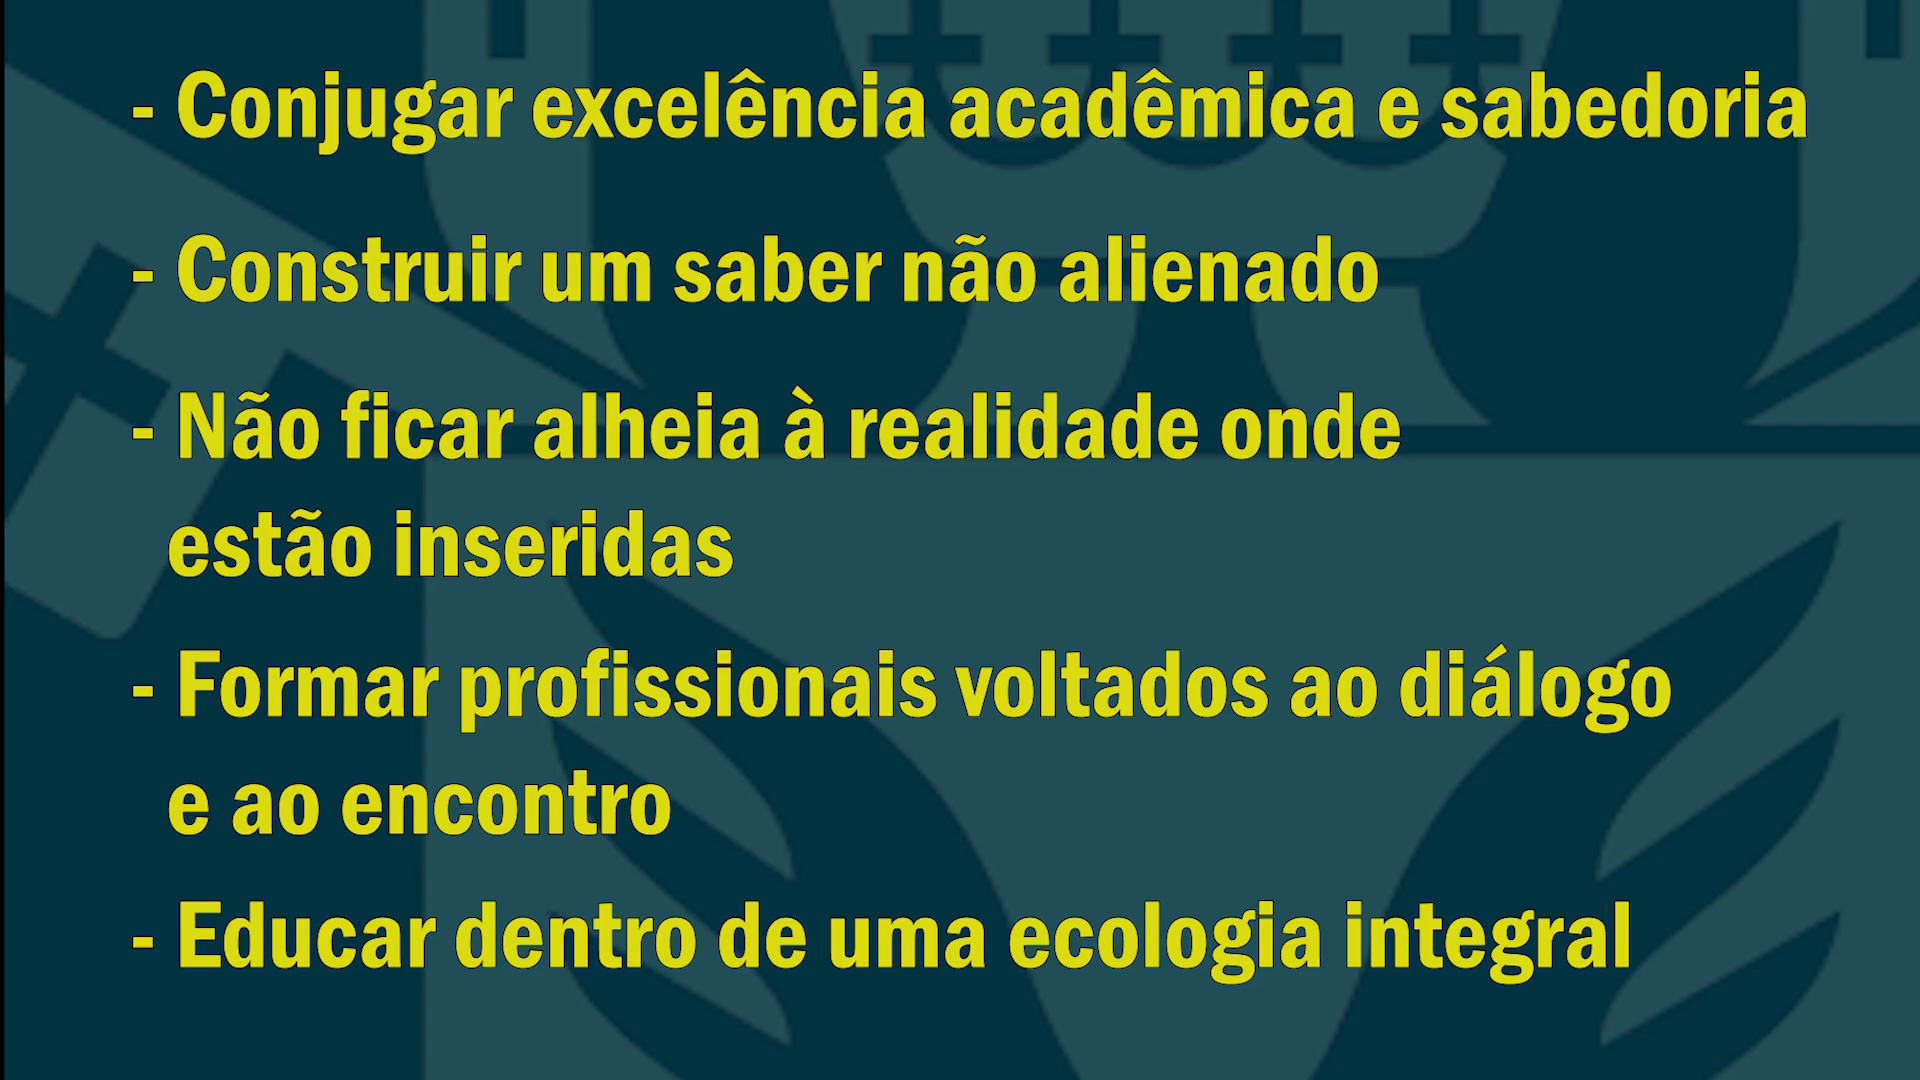 - Conjugar excelência acadêmica e sabedoria
- Construir um saber não alienado
- Não ficar alheia à realidade onde
estão inseridas
- Formar profissionais voltados ao diálogo
e ao encontro
- Educar dentro de uma ecologia integral